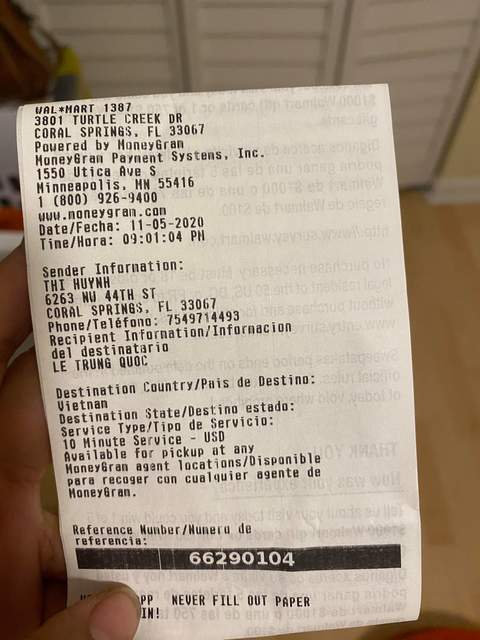 WAL*MART 1387
3801 TURTLE CREEK DR
CORAL SPRINGS, FL 33067
Powered by MoneyGram
MoneyGram Payment Systems, Inc.
1550 Utica Ave S
Minneapolis, MN 55416
1 (800) 926-9400
www.moneygram.com
Date/Fecha: 11-05-2020
Time/Hora: 09:01:04 PM
Sender Information:
THI HUYNH
6263 NW 44TH ST
CORAL SPRINGS, FL 33067
Phone/Teléfono: 7549714493
Recipient Information/Informacion
del destinatario
LE TRUNG QUOC
Destination Country/Pais de Destino:
Vietnam
Destination State/Destino estado:
Service Type/Tipo de Servicio:
10 Minute Service - USD
Available for pickup at any
MoneyGram agent locations/Disponible
para recoger con cualquier agente de
MoneyGram.
Reference Number/Numero de
referencia:
66290104
APP NEVER FILL OUT PAPER